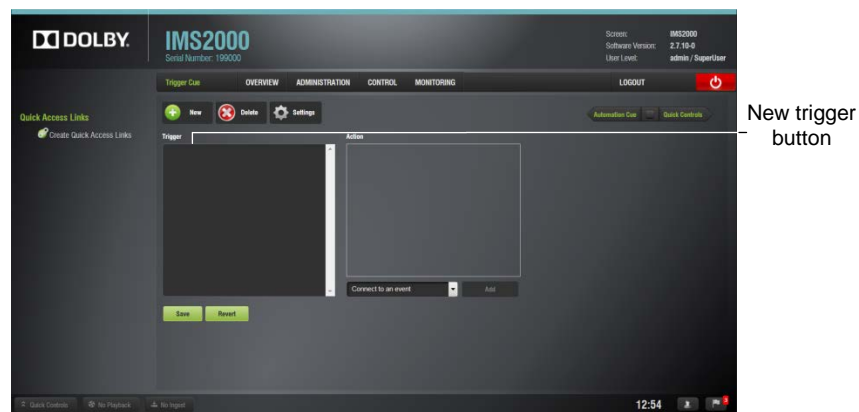 DOLBY.
IMS2000
Serial Number: 199000
Screen: IMS2000
Software Version: 2.7.10-0
User Level: admin / SuperUser
Trigger Cue OVERVIEW ADMINISTRATION CONTROL MONITORING LOGOUT
Quick Access Links
Create Quick Access Links
New Delete Settings
Automation Cue Quick Controls
New trigger
button
Trigger Action
Connect to an event Add
Save Revert
Quick Controls No Playback No Ingest 12:54